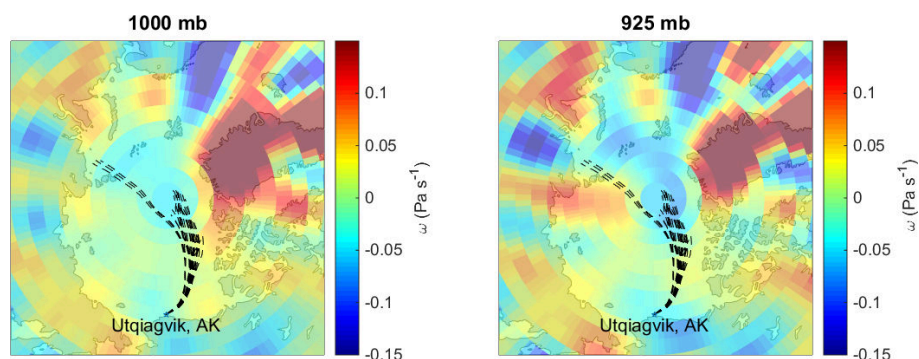 1000 mb
0.1
0.05
0
-0.05
-0.1
-0.15
ω (Pa s-1)
Utqiagvik, AK
925 mb
0.1
0.05
0
-0.05
-0.1
-0.15
ω (Pa s-1)
Utqiagvik, AK